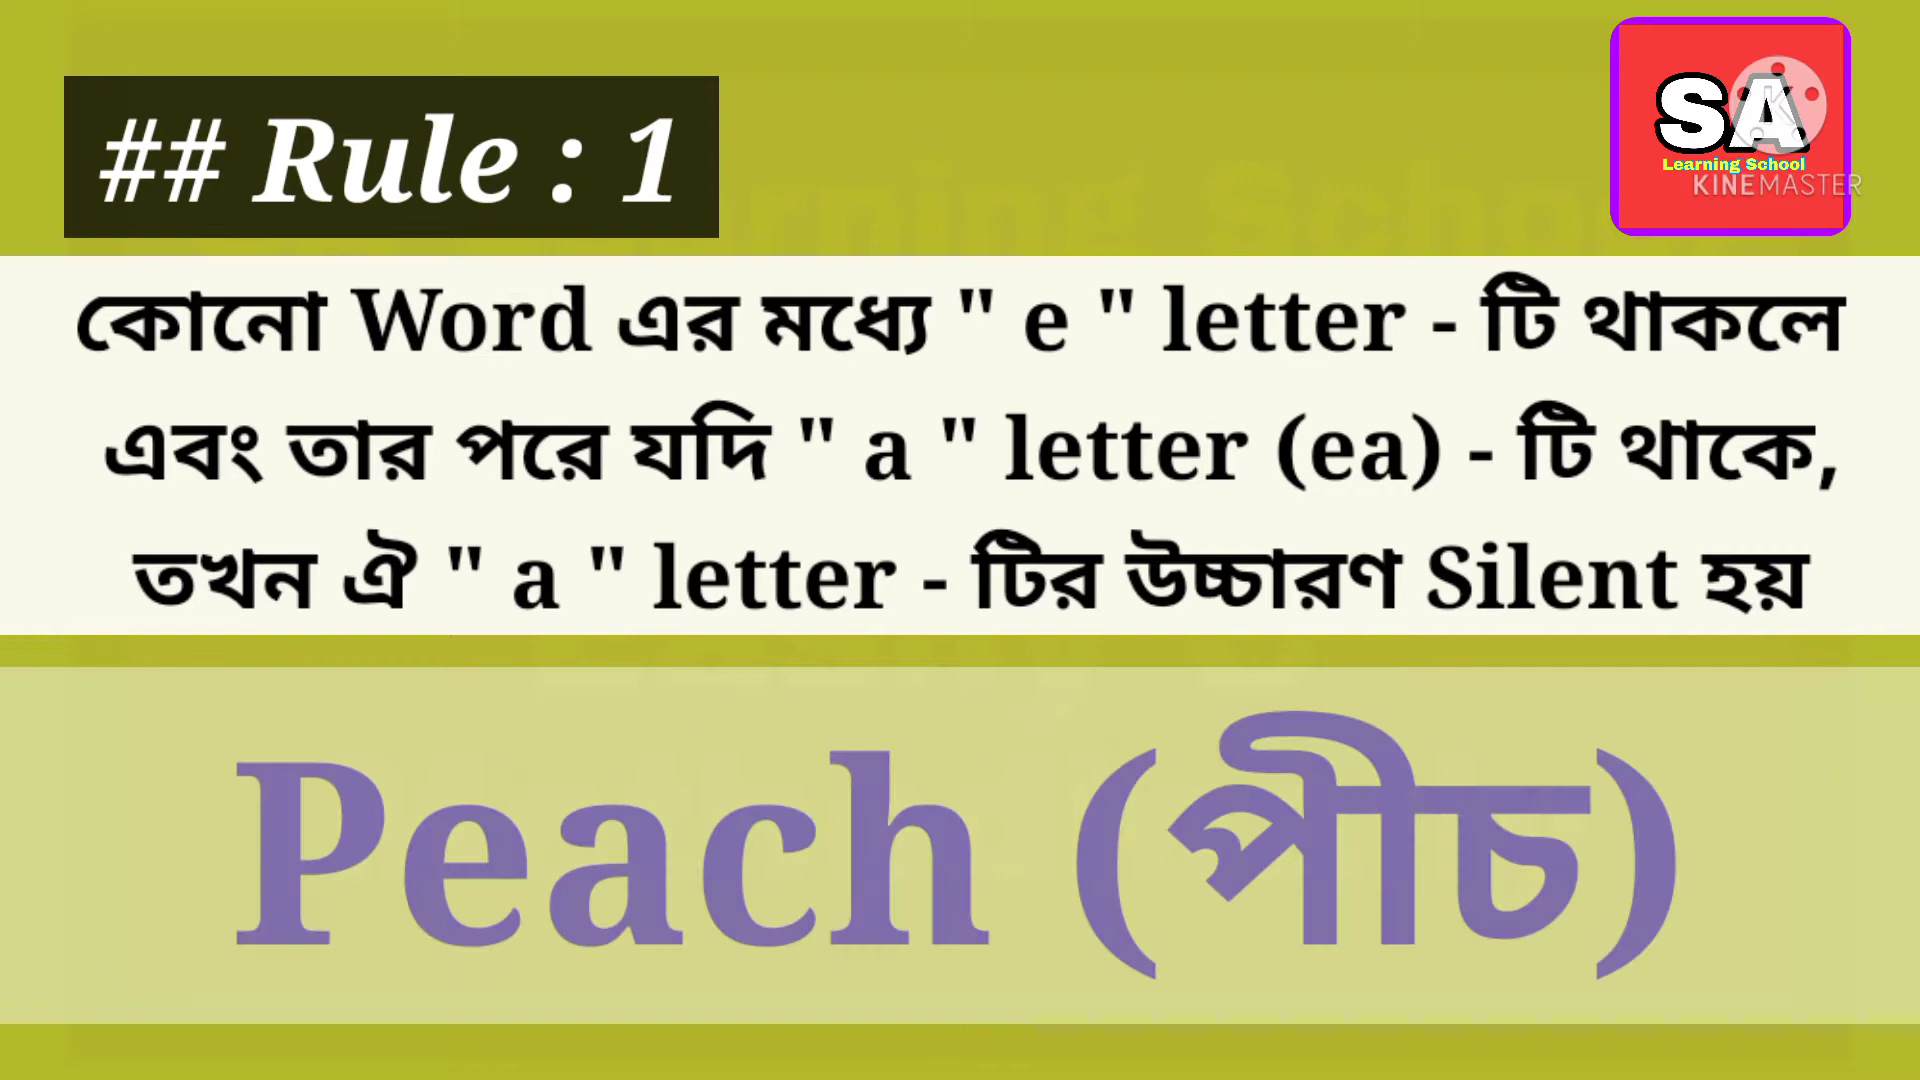 ## Rule : 1
SA
Learning School
KINEMASTER
কোনো Word এর মধ্যে " e " letter - টি থাকলে
এবং তার পরে যদি " a " letter (ea) - টি থাকে,
তখন ঐ " a " letter - টির উচ্চারণ Silent হয়
Peach (পীচ)